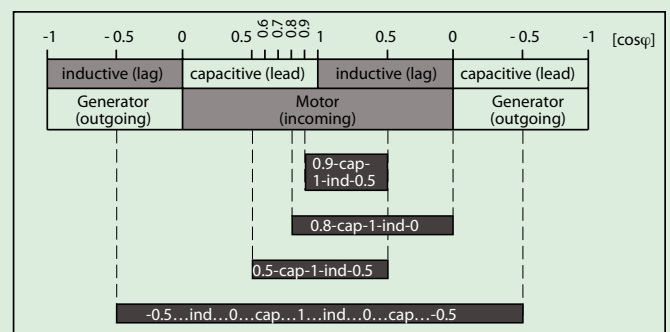 0.6 0.7 0.8 0.9
-1 - 0.5 0 0.5 1 0.5 0 - 0.5 -1 [cosφ]
inductive (lag) capacitive (lead) inductive (lag) capacitive (lead)
Generator Motor Generator
(outgoing) (incoming) (outgoing)
0.9-cap-
1-ind-0.5
0.8-cap-1-ind-0
0.5-cap-1-ind-0.5
-0.5…ind…0…cap…1…ind…0…cap…-0.5